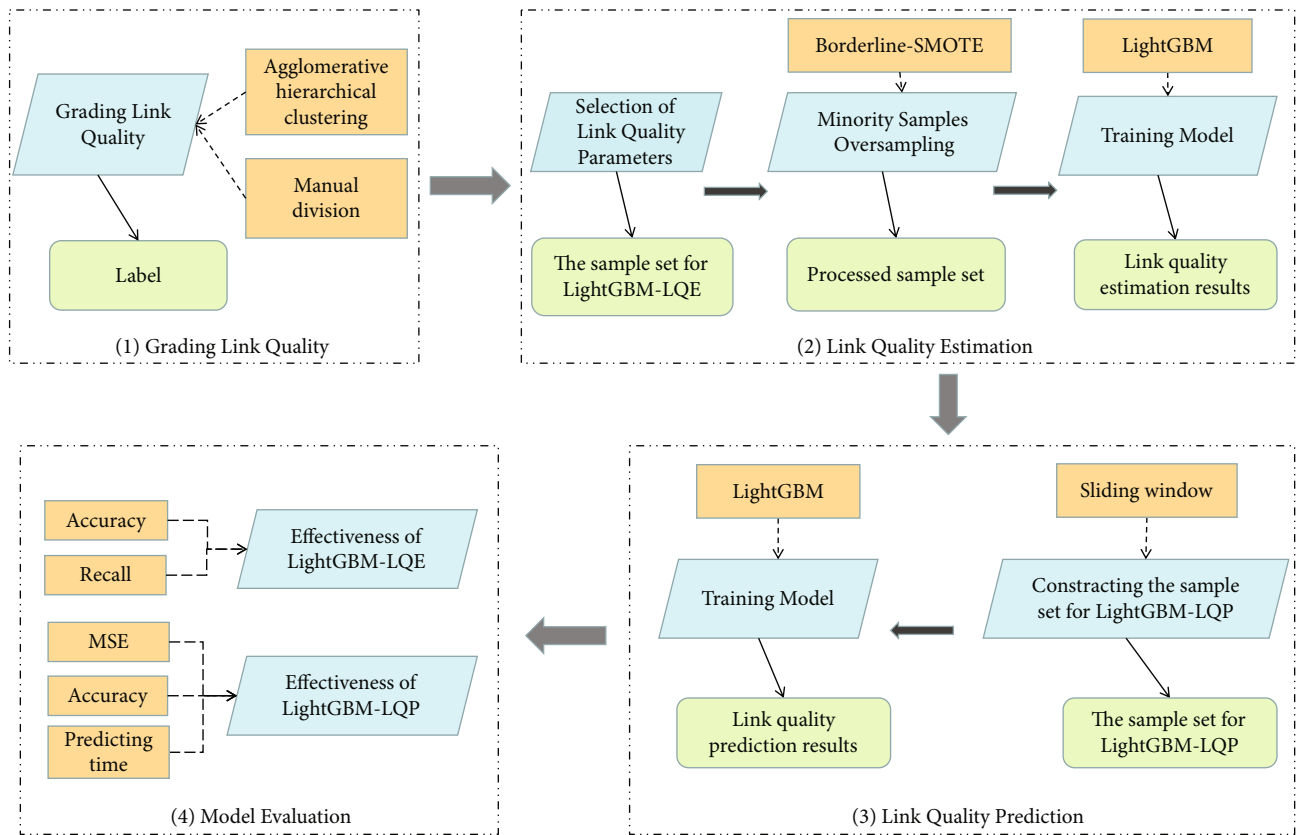 Grading Link
Quality
Agglomerative
hierarchical
clustering
Manual
division
Label
(1) Grading Link Quality
Borderline-SMOTE
LightGBM
Selection of
Link Quality
Parameters
Minority Samples
Oversampling
Training Model
The sample set for
LightGBM-LQE
Processed sample set
Link quality
estimation results
(2) Link Quality Estimation
LightGBM
Sliding window
Training Model
Constracting the sample
set for LightGBM-LQP
Link quality
prediction results
The sample set for
LightGBM-LQP
(3) Link Quality Prediction
Accuracy
Recall
Effectiveness of
LightGBM-LQE
MSE
Accuracy
Predicting
time
Effectiveness of
LightGBM-LQP
(4) Model Evaluation